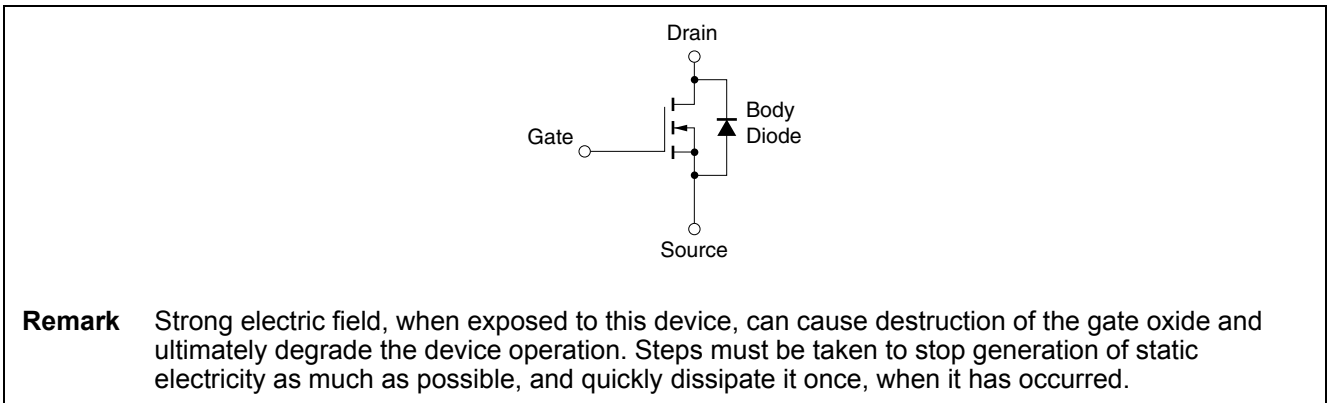 Drain
Body
Diode
Gate
Source
Remark Strong electric field, when exposed to this device, can cause destruction of the gate oxide and
ultimately degrade the device operation. Steps must be taken to stop generation of static
electricity as much as possible, and quickly dissipate it once, when it has occurred.